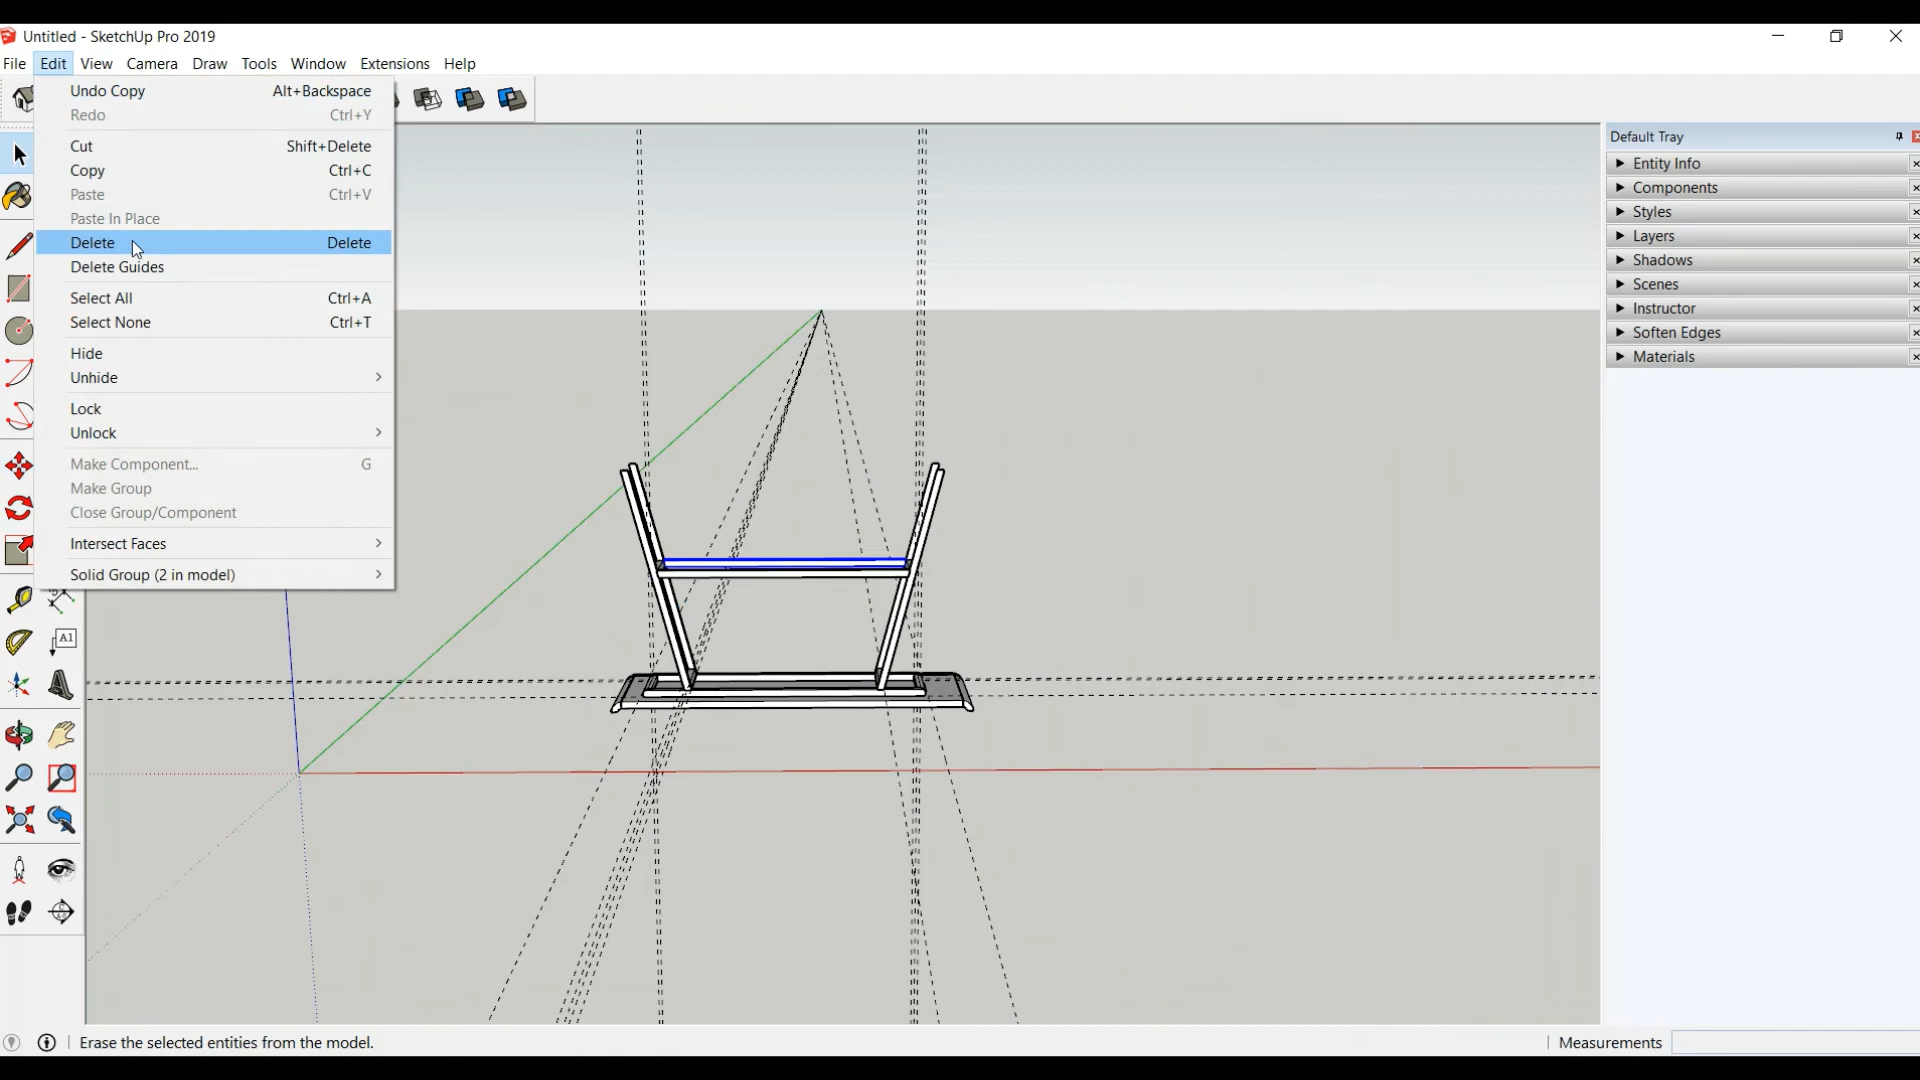 Untitled - SketchUp Pro 2019
File Edit View Camera Draw Tools Window Extensions Help
Undo Copy Alt+Backspace
Redo Ctrl+Y
Cut Shift+Delete
Copy Ctrl+C
Paste Ctrl+V
Paste In Place
Delete Delete
Delete Guides
Select All Ctrl+A
Select None Ctrl+T
Hide
Unhide
Lock
Unlock
Make Component... G
Make Group
Close Group/Component
Intersect Faces
Solid Group (2 in model)
A1
Default Tray
Entity Info
Components
Styles
Layers
Shadows
Scenes
Instructor
Soften Edges
Materials
Erase the selected entities from the model.
Measurements